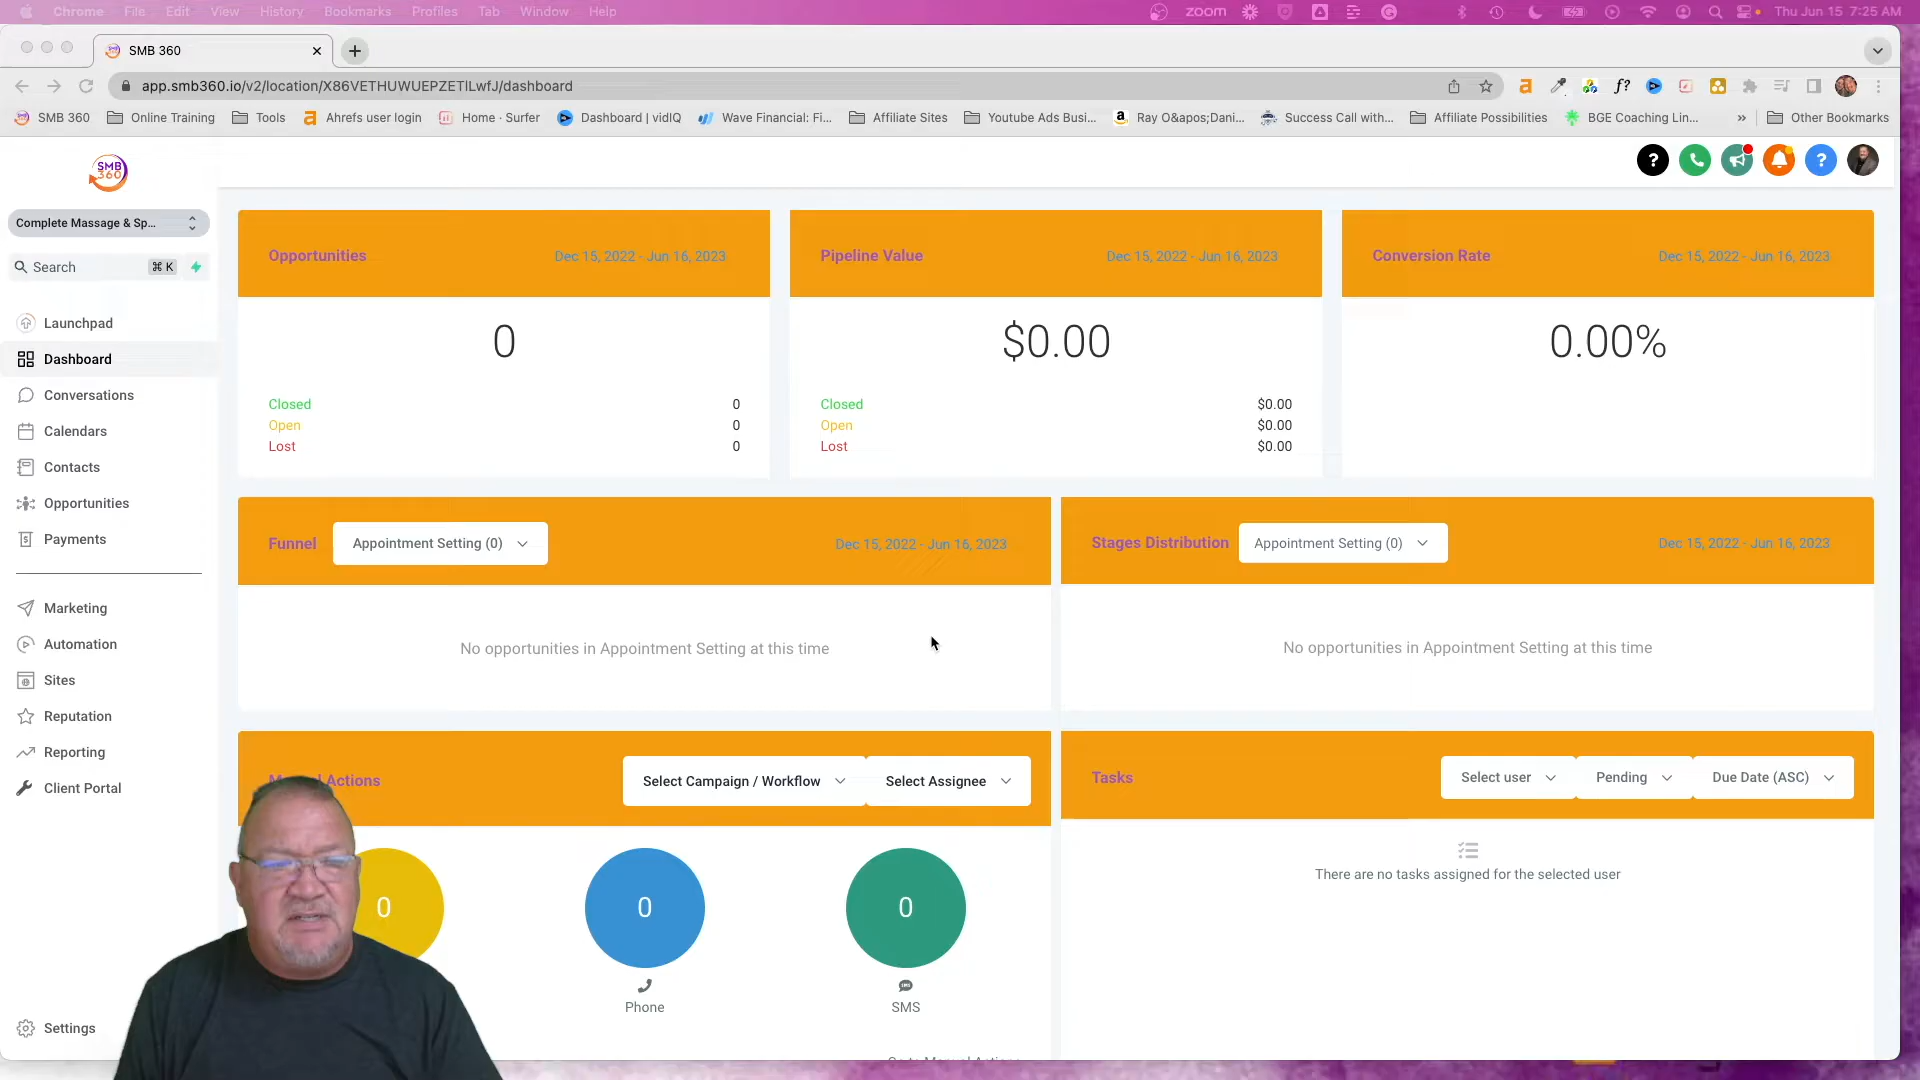 Chrome File Edit View History Bookmarks Profiles Tab Window Help
zoom
Thu Jun 15 7:25 AM
SMB 360
app.smb360.io/v2/location/X86VETHUWUEPZETlLwfJ/dashboard
SMB 360 Online Training Tools Ahrefs user login Home · Surfer Dashboard | vidIQ Wave Financial: Fi... Affiliate Sites Youtube Ads Busi... Ray O&apos;Dani... Success Call with... Affiliate Possibilities BGE Coaching Lin... » Other Bookmarks
SMB
360
Complete Massage & Sp...
Search ⌘ K
Launchpad
Dashboard
Conversations
Calendars
Contacts
Opportunities
Payments
Marketing
Automation
Sites
Reputation
Reporting
Client Portal
Settings
Opportunities Dec 15, 2022 - Jun 16, 2023
0
Closed 0
Open 0
Lost 0
Pipeline Value Dec 15, 2022 - Jun 16, 2023
$0.00
Closed $0.00
Open $0.00
Lost $0.00
Conversion Rate Dec 15, 2022 - Jun 16, 2023
0.00%
Funnel Appointment Setting (0) Dec 15, 2022 - Jun 16, 2023
No opportunities in Appointment Setting at this time
Stages Distribution Appointment Setting (0) Dec 15, 2022 - Jun 16, 2023
No opportunities in Appointment Setting at this time
Actions Select Campaign / Workflow Select Assignee
0 0 0
Phone SMS
Tasks Select user Pending Due Date (ASC)
There are no tasks assigned for the selected user